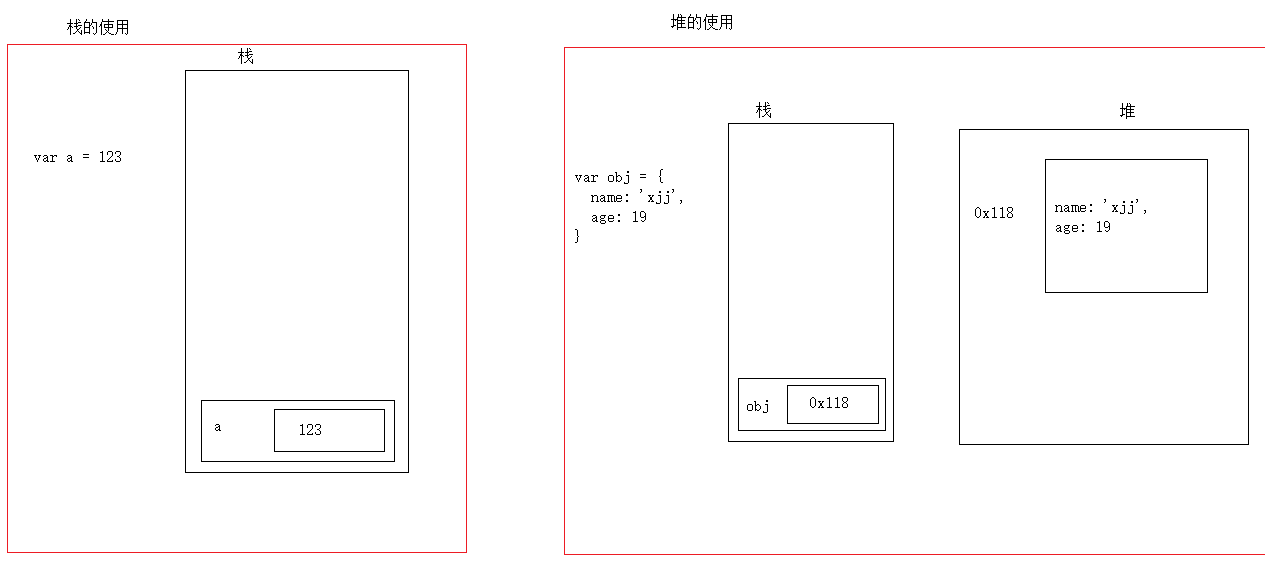 栈的使用
栈
var a = 123
a
123
堆的使用
栈
堆
var obj = {
name: 'xjj',
age: 19
}
obj
0x118
0x118
name: 'xjj',
age: 19